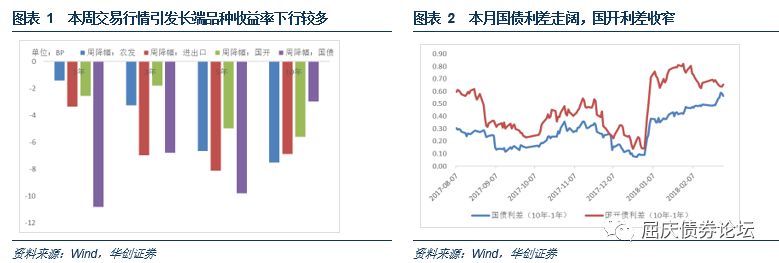 图表 1 本周交易行情引发长端品种收益率下行较多
单位，BP 周降幅，农发 周降幅，进出口 周降幅，国开 周降幅，国债
0
-2
-4
-6
-8
-10
-12
1年
3年
5年
10年
资料来源：Wind，华创证券
图表 2 本月国债利差走阔，国开利差收窄
0.90
0.80
0.70
0.60
0.50
0.40
0.30
0.20
0.10
0.00
2017-08-07
2017-09-07
2017-10-07
2017-11-07
2017-12-07
2018-01-07
2018-02-07
国债利差（10年-1年） 国开债利差（10年-1年）
资料来源：Wind，华创证券
屈庆债券论坛